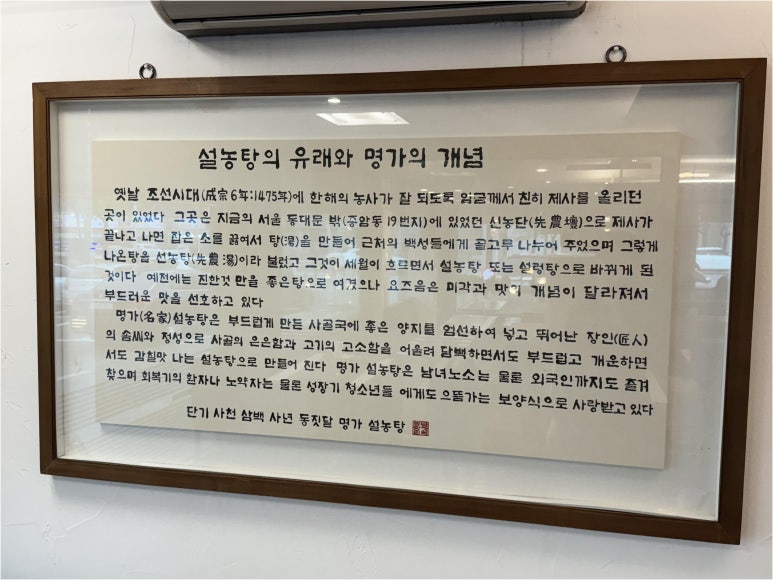 설농탕의 유래와 명가의 개념
옛날 조선시대(成宗 6年:1475年)에 한해의 농사가 잘 되도록 임금께서 친히 제사를 올리던
곳이 있었다 그곳은 지금의 서울 동대문 밖(종암동 19번지)에 있었던 신농단(先農壇)으로 제사가
끝나고 나면 잡은 소를 끓여서 탕(湯)을 만들어 근처의 백성들에게 골고루 나누어 주었으며 그렇게
나온탕을 선농탕(先農湯)이라 불렀고 그것이 세월이 흐르면서 설농탕 또는 설렁탕으로 바뀌게 된
것이다 예전에는 진한것 만을 좋은탕으로 여겼으나 요즈음은 미각과 맛의 개념이 달라져서
부드러운 맛을 선호하고 있다
명가(名家)설농탕은 부드럽게 만든 사골국에 좋은 양지를 엄선하여 넣고 뛰어난 장인(匠人)
의 솜씨와 정성으로 사골의 은은함과 고기의 고소함을 어울려 담백하면서도 부드럽고 개운하면
서도 감칠맛 나는 설농탕으로 만들어 진다 명가 설농탕은 남녀노소는 물론 외국인까지도 즐겨
찾으며 회복기의 환자나 노약자는 물론 성장기 청소년들 에게도으뜸가는 보양식으로 사랑받고 있다
단기 사천 삼백 사년 동짓달 명가 설농탕